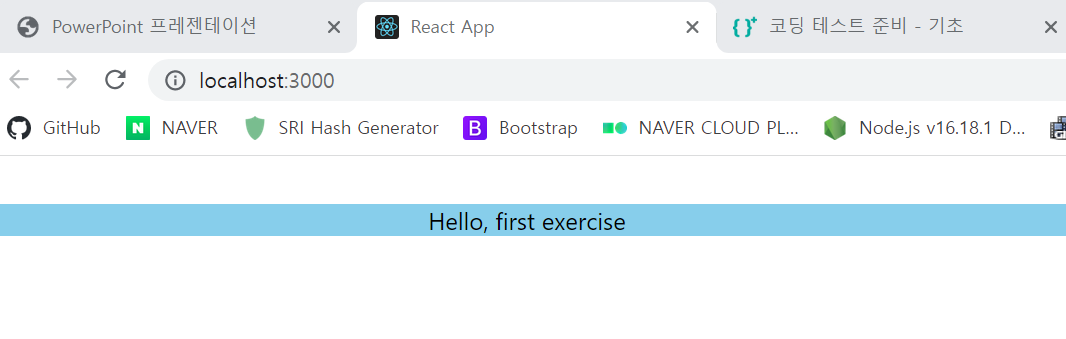 PowerPoint 프레젠테이션
React App
코딩 테스트 준비 - 기초
localhost:3000
GitHub
NAVER
SRI Hash Generator
Bootstrap
NAVER CLOUD PL...
Node.js v16.18.1 D...
Hello, first exercise